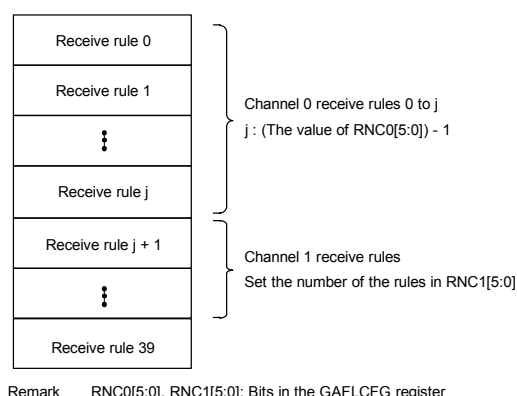 Receive rule 0
Receive rule 1
Receive rule j
Receive rule j + 1
Receive rule 39
Channel 0 receive rules 0 to j
j : (The value of RNC0[5:0]) - 1
Channel 1 receive rules
Set the number of the rules in RNC1[5:0]
Remark RNC0[5:0], RNC1[5:0]: Bits in the GAFLCFG register